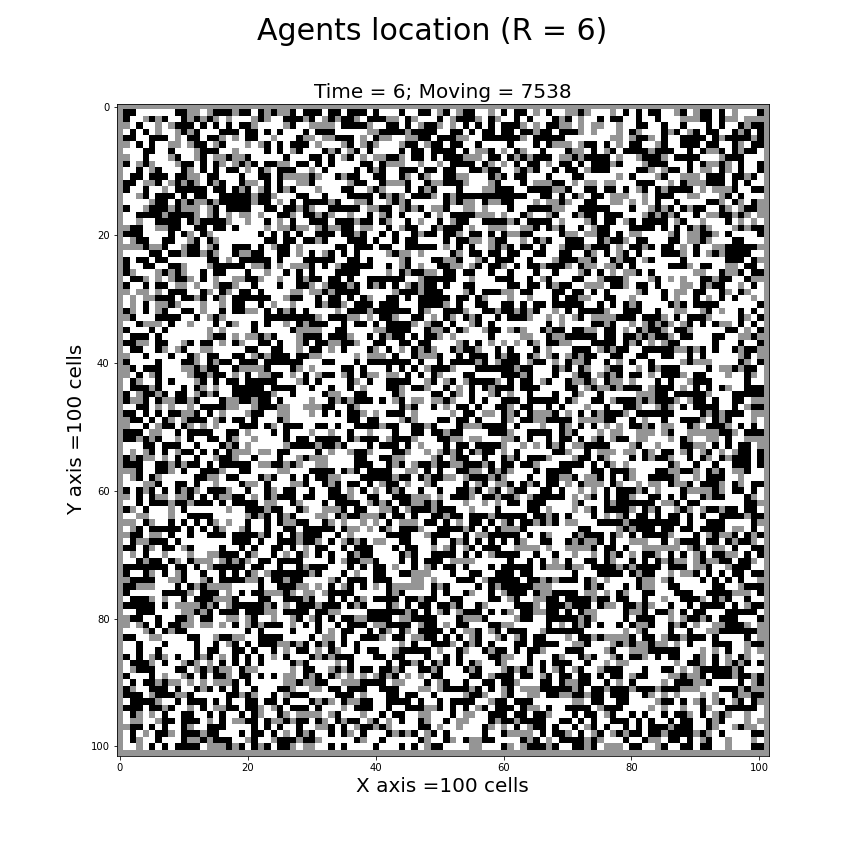 Agents location (R = 6)
Time = 6; Moving = 7538
0
20
40
60
80
100
Y axis =100 cells
0 20 40 60 80 100
X axis =100 cells